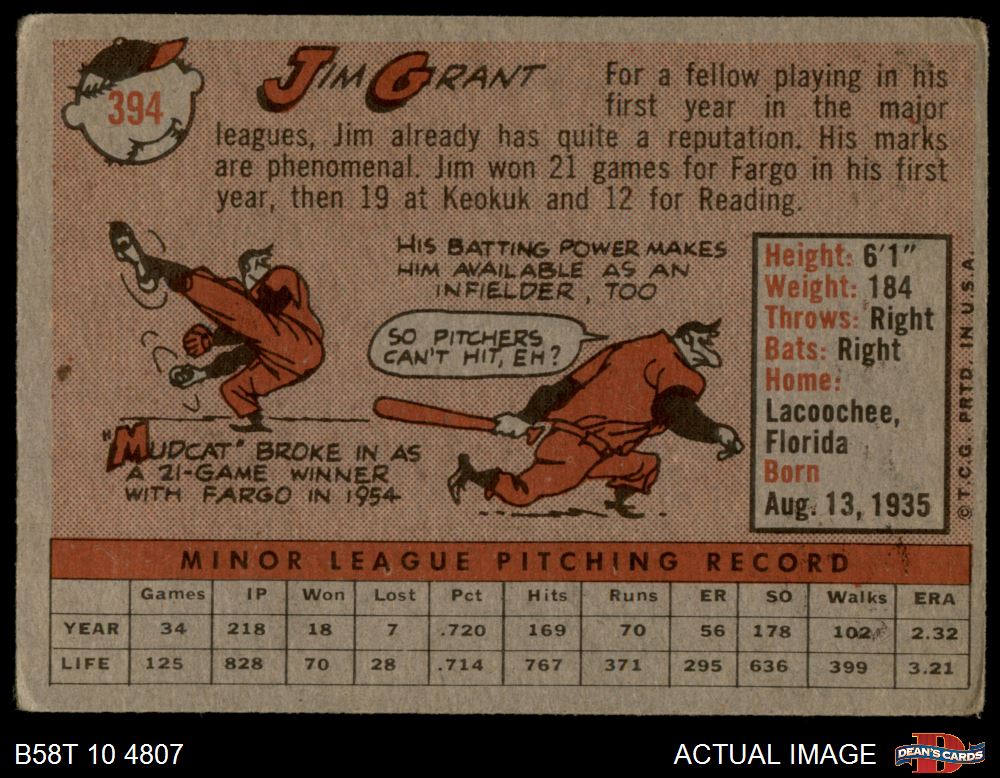 394
JIM GRANT
For a fellow playing in his
first year in the major
leagues, Jim already has quite a reputation. His marks
are phenomenal. Jim won 21 games for Fargo in his first
year, then 19 at Keokuk and 12 for Reading.
HIS BATTING POWER MAKES
HIM AVAILABLE AS AN
INFIELDER, TOO
SO PITCHERS
CAN'T HIT, EH?
"MUDCAT" BROKE IN AS
A 21-GAME WINNER
WITH FARGO IN 1954
Height: 6'1"
Weight: 184
Throws: Right
Bats: Right
Home:
Lacoochee,
Florida
Born
Aug. 13, 1935
© T.C.G. PRTD. IN U.S.A.
MINOR LEAGUE PITCHING RECORD
Games IP Won Lost Pct Hits Runs ER SO Walks ERA
YEAR 34 218 18 7 .720 169 70 56 178 102 2.32
LIFE 125 828 70 28 .714 767 371 295 636 399 3.21
B58T 10 4807
ACTUAL IMAGE
DEAN'S CARDS